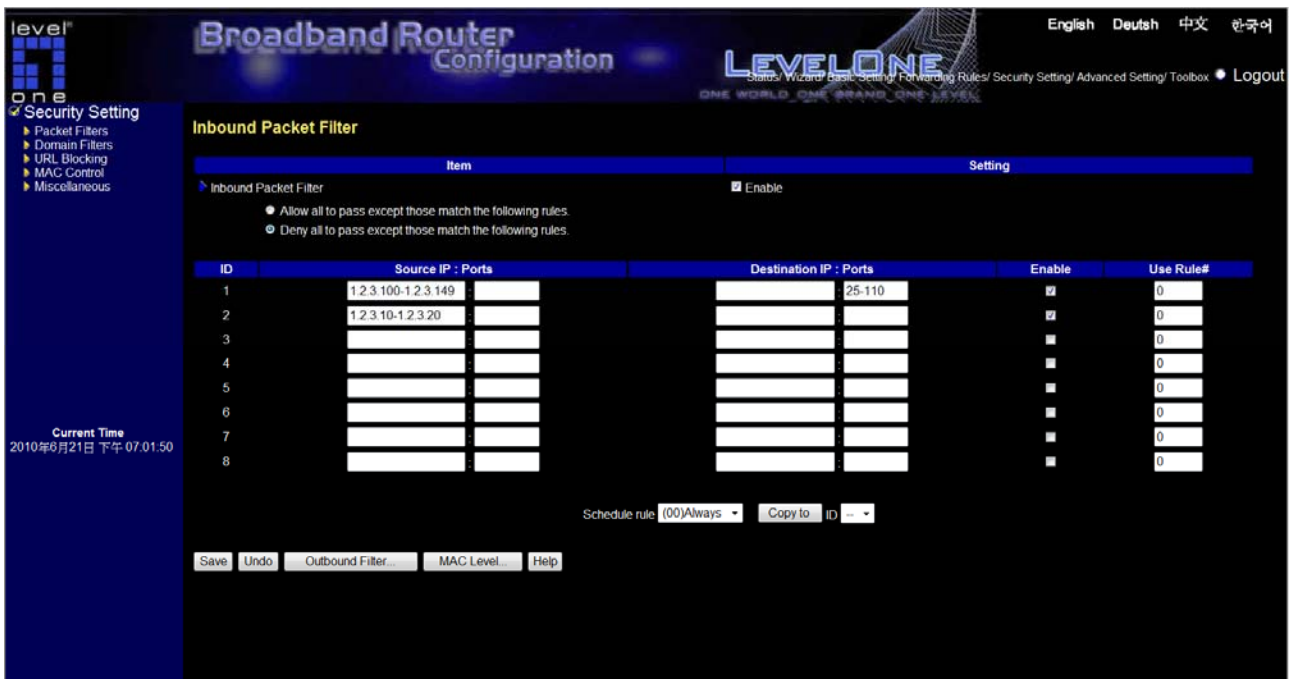 level one
Broadband Router
Configuration
LEVELONE
ONE WORLD_ONE BRAND_ONE LEVEL
English Deutsh 中文 한국어
Status/ Wizard/ Basic Setting/ Forwarding Rules/ Security Setting/ Advanced Setting/ Toolbox Logout
Security Setting
Packet Filters
Domain Filters
URL Blocking
MAC Control
Miscellaneous
Current Time
2010年6月21日 下午 07:01:50
Inbound Packet Filter
Item Setting
Inbound Packet Filter Enable
Allow all to pass except those match the following rules.
Deny all to pass except those match the following rules.
ID Source IP : Ports Destination IP : Ports Enable Use Rule#
1 1.2.3.100-1.2.3.149 : : 25-110 0
2 1.2.3.10-1.2.3.20 : : 0
3 : : 0
4 : : 0
5 : : 0
6 : : 0
7 : : 0
8 : : 0
Schedule rule (00)Always Copy to ID --
Save Undo Outbound Filter... MAC Level... Help